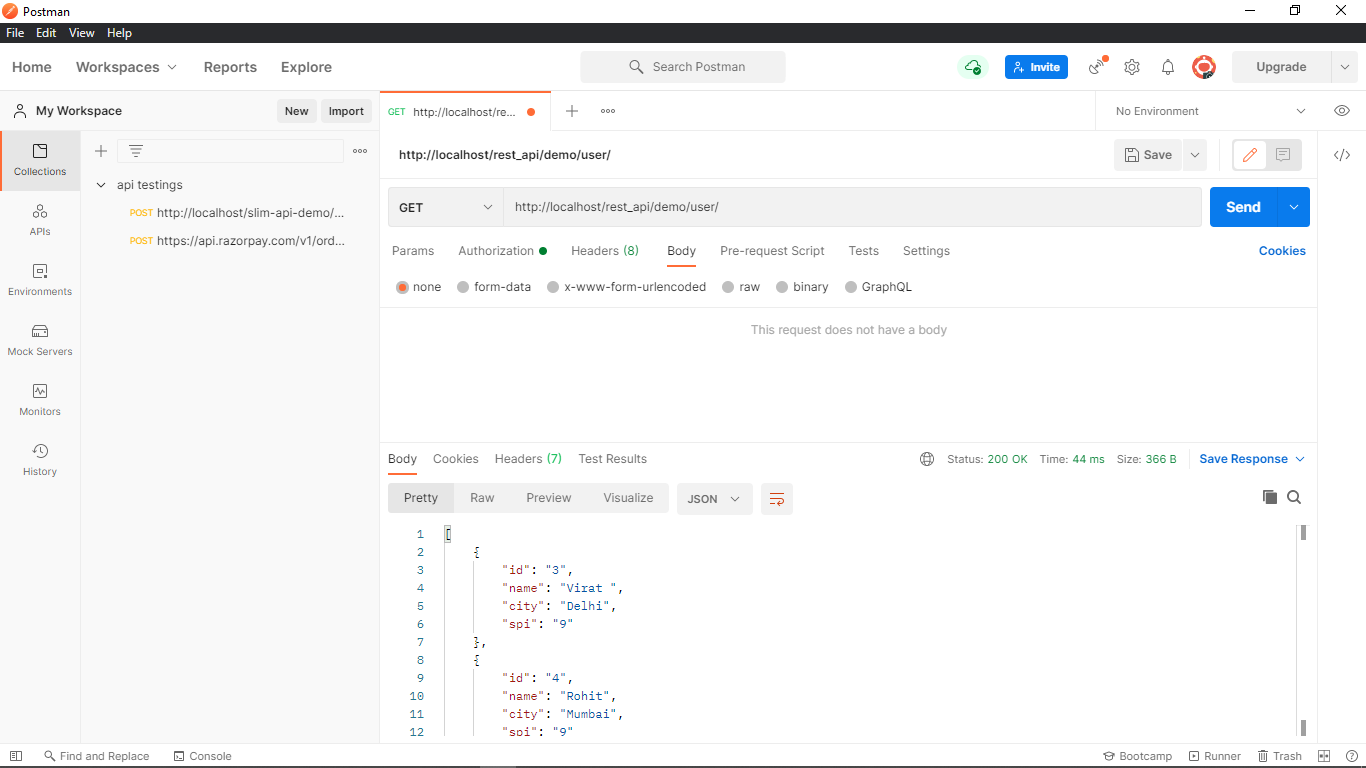 Postman
File Edit View Help
Home Workspaces Reports Explore Search Postman Invite Upgrade
My Workspace New Import GET http://localhost/re... No Environment
Collections
APIs
Environments
Mock Servers
Monitors
History
api testings
POST http://localhost/slim-api-demo/...
POST https://api.razorpay.com/v1/ord...
http://localhost/rest_api/demo/user/ Save
GET http://localhost/rest_api/demo/user/ Send
Params Authorization Headers (8) Body Pre-request Script Tests Settings Cookies
none form-data x-www-form-urlencoded raw binary GraphQL
This request does not have a body
Body Cookies Headers (7) Test Results Status: 200 OK Time: 44 ms Size: 366 B Save Response
Pretty Raw Preview Visualize JSON
1 [
2 {
3 "id": "3",
4 "name": "Virat ",
5 "city": "Delhi",
6 "spi": "9"
7 },
8 {
9 "id": "4",
10 "name": "Rohit",
11 "city": "Mumbai",
12 "spi": "9"
Find and Replace Console Bootcamp Runner Trash